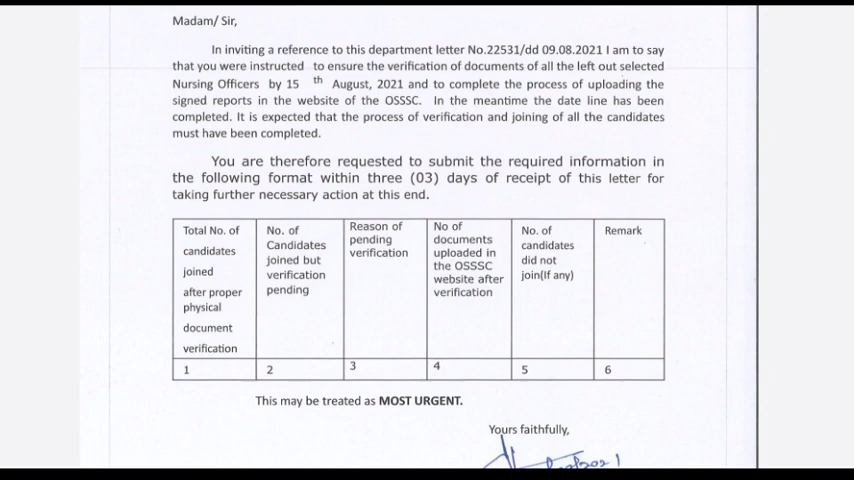 Madam/ Sir,
In inviting a reference to this department letter No.22531/dd 09.08.2021 I am to say
that you were instructed to ensure the verification of documents of all the left out selected
Nursing Officers by 15 th August, 2021 and to complete the process of uploading the
signed reports in the website of the OSSSC. In the meantime the date line has been
completed. It is expected that the process of verification and joining of all the candidates
must have been completed.
You are therefore requested to submit the required information in
the following format within three (03) days of receipt of this letter for
taking further necessary action at this end.
Total No. of
candidates
joined
after proper
physical
document
verification
No. of
Candidates
joined but
verification
pending
Reason of
pending
verification
No of
documents
uploaded in
the OSSSC
website after
verification
No. of
candidates
did not
join(If any)
Remark
1 2 3 4 5 6
This may be treated as MOST URGENT.
Yours faithfully,